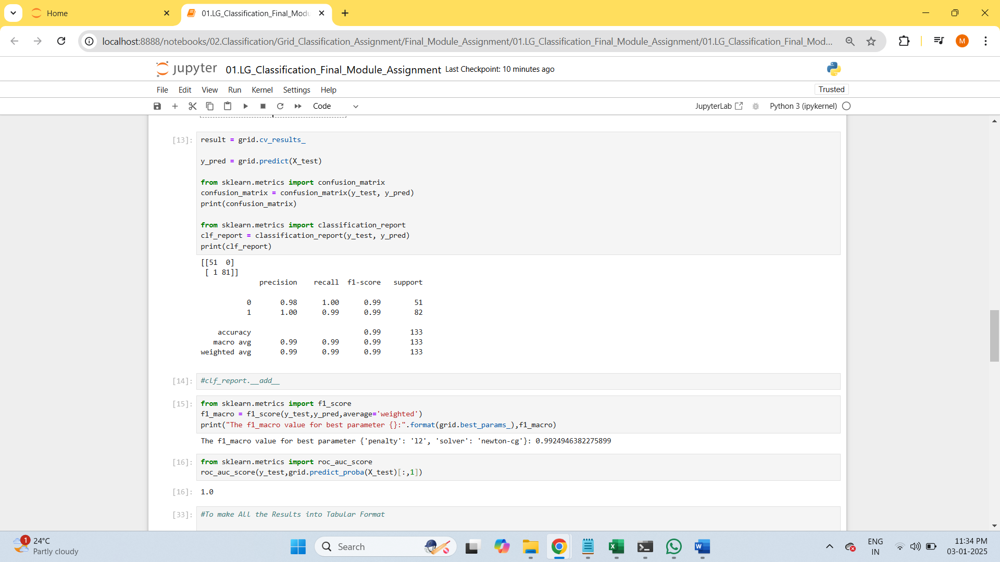 Home
01.LG_Classification_Final_Modu
localhost:8888/notebooks/02.Classification/Grid_Classification_Assignment/Final_Module_Assignment/01.LG_Classification_Final_Module_Assignment/01.LG_Classification_Final_Mod...
M
jupyter 01.LG_Classification_Final_Module_Assignment Last Checkpoint: 10 minutes ago
File Edit View Run Kernel Settings Help
Trusted
Code
JupyterLab
Python 3 (ipykernel)
[13]:
result = grid.cv_results_
y_pred = grid.predict(X_test)
from sklearn.metrics import confusion_matrix
confusion_matrix = confusion_matrix(y_test, y_pred)
print(confusion_matrix)
from sklearn.metrics import classification_report
clf_report = classification_report(y_test, y_pred)
print(clf_report)
[[51  0]
[ 1 81]]
precision recall f1-score support
0 0.98 1.00 0.99 51
1 1.00 0.99 0.99 82
accuracy 0.99 133
macro avg 0.99 0.99 0.99 133
weighted avg 0.99 0.99 0.99 133
[14]:
#clf_report.__add__
[15]:
from sklearn.metrics import f1_score
f1_macro = f1_score(y_test,y_pred,average='weighted')
print("The f1_macro value for best parameter {}:".format(grid.best_params_),f1_macro)
The f1_macro value for best parameter {'penalty': 'l2', 'solver': 'newton-cg'}: 0.9924946382275899
[16]:
from sklearn.metrics import roc_auc_score
roc_auc_score(y_test,grid.predict_proba(X_test)[:,1])
[16]: 1.0
[33]:
#To make All the Results into Tabular Format
1
24°C
Partly cloudy
Search
ENG
IN
11:34 PM
03-01-2025